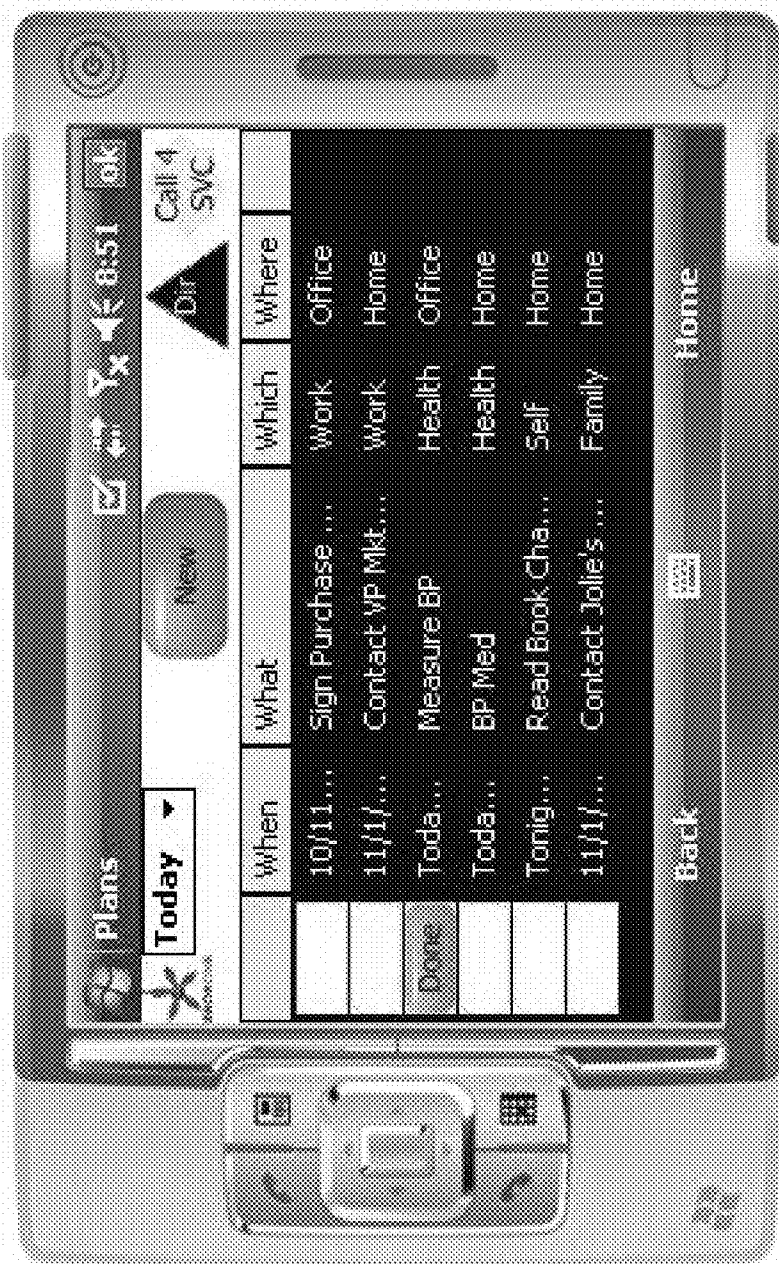 Plans 8:51 ok
Today ▾ New Dir Call 4 SVC
When What Which Where
10/11... Sign Purchase ... Work Office
11/1/... Contact VP Mkt... Work Home
Done Toda... Measure BP Health Office
Toda... BP Med Health Home
Tonig... Read Book Cha... Self Home
11/1/... Contact Jolie's ... Family Home
Back Home